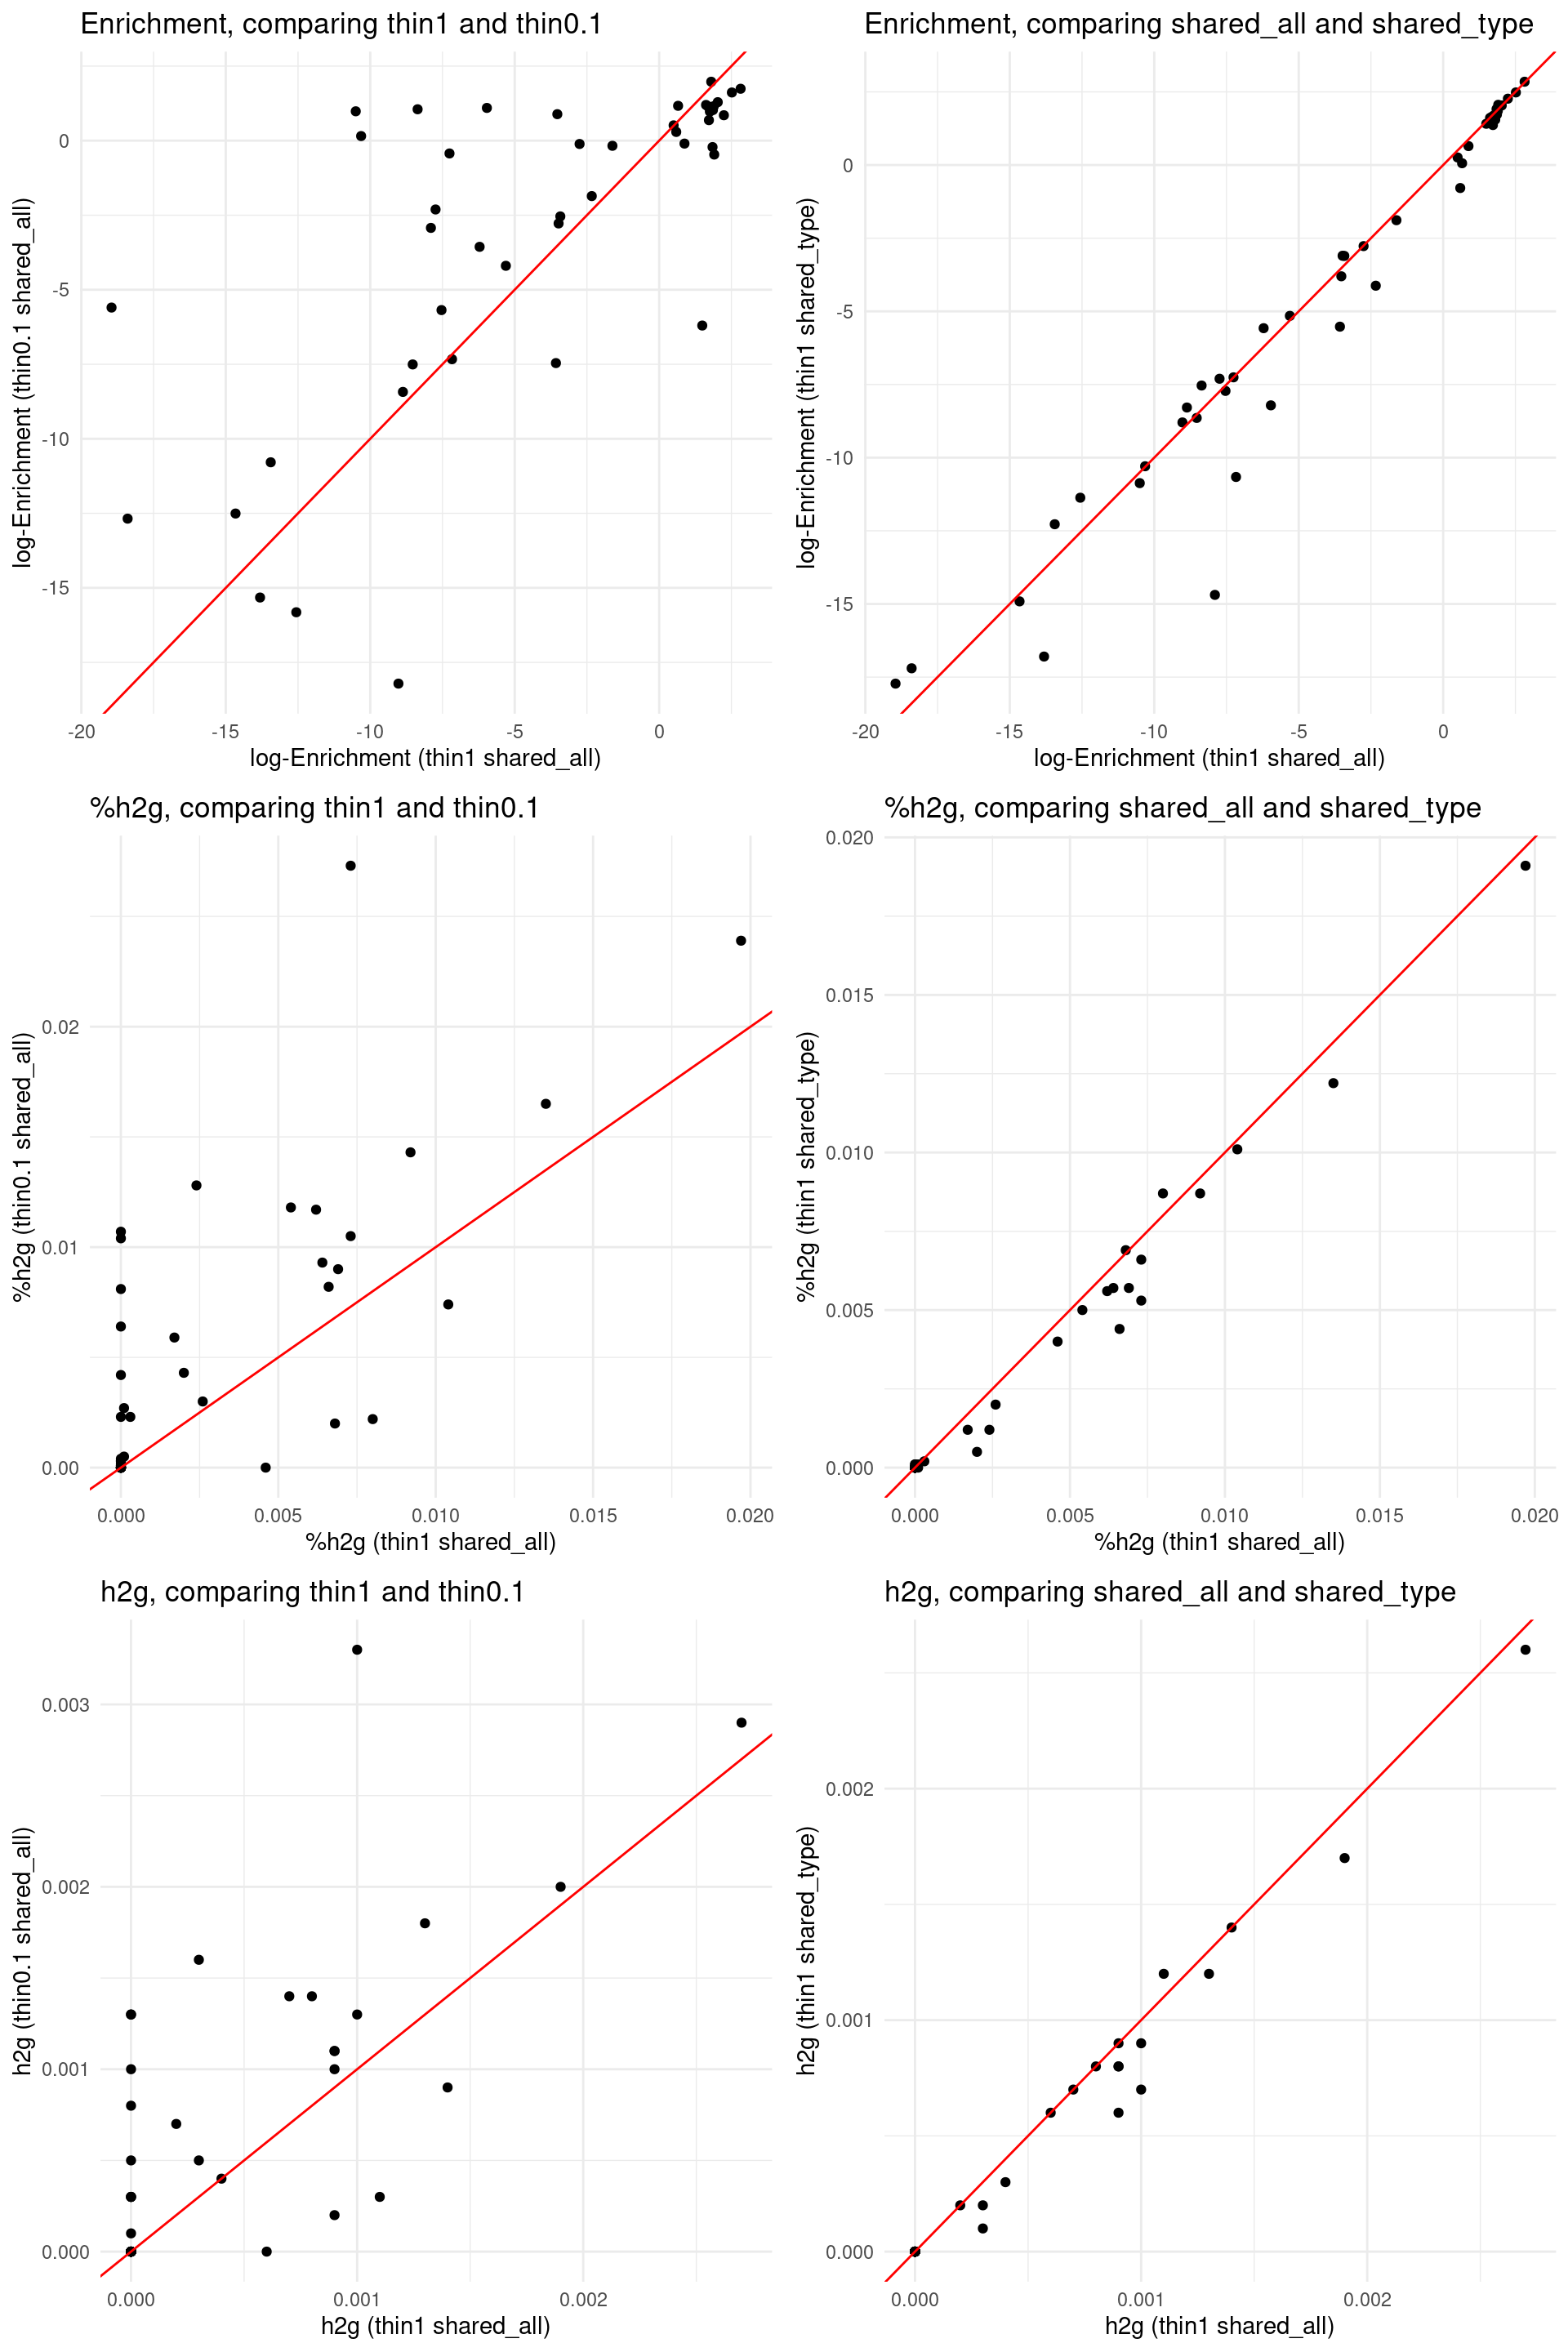 Enrichment, comparing thin1 and thin0.1
log-Enrichment (thin0.1 shared_all)
0
-5
-10
-15
-20 -15 -10 -5 0
log-Enrichment (thin1 shared_all)
Enrichment, comparing shared_all and shared_type
log-Enrichment (thin1 shared_type)
0
-5
-10
-15
-20 -15 -10 -5 0
log-Enrichment (thin1 shared_all)
%h2g, comparing thin1 and thin0.1
%h2g (thin0.1 shared_all)
0.02
0.01
0.00
0.000 0.005 0.010 0.015 0.020
%h2g (thin1 shared_all)
%h2g, comparing shared_all and shared_type
%h2g (thin1 shared_type)
0.020
0.015
0.010
0.005
0.000
0.000 0.005 0.010 0.015 0.020
%h2g (thin1 shared_all)
h2g, comparing thin1 and thin0.1
h2g (thin0.1 shared_all)
0.003
0.002
0.001
0.000
0.000 0.001 0.002
h2g (thin1 shared_all)
h2g, comparing shared_all and shared_type
h2g (thin1 shared_type)
0.002
0.001
0.000
0.000 0.001 0.002
h2g (thin1 shared_all)